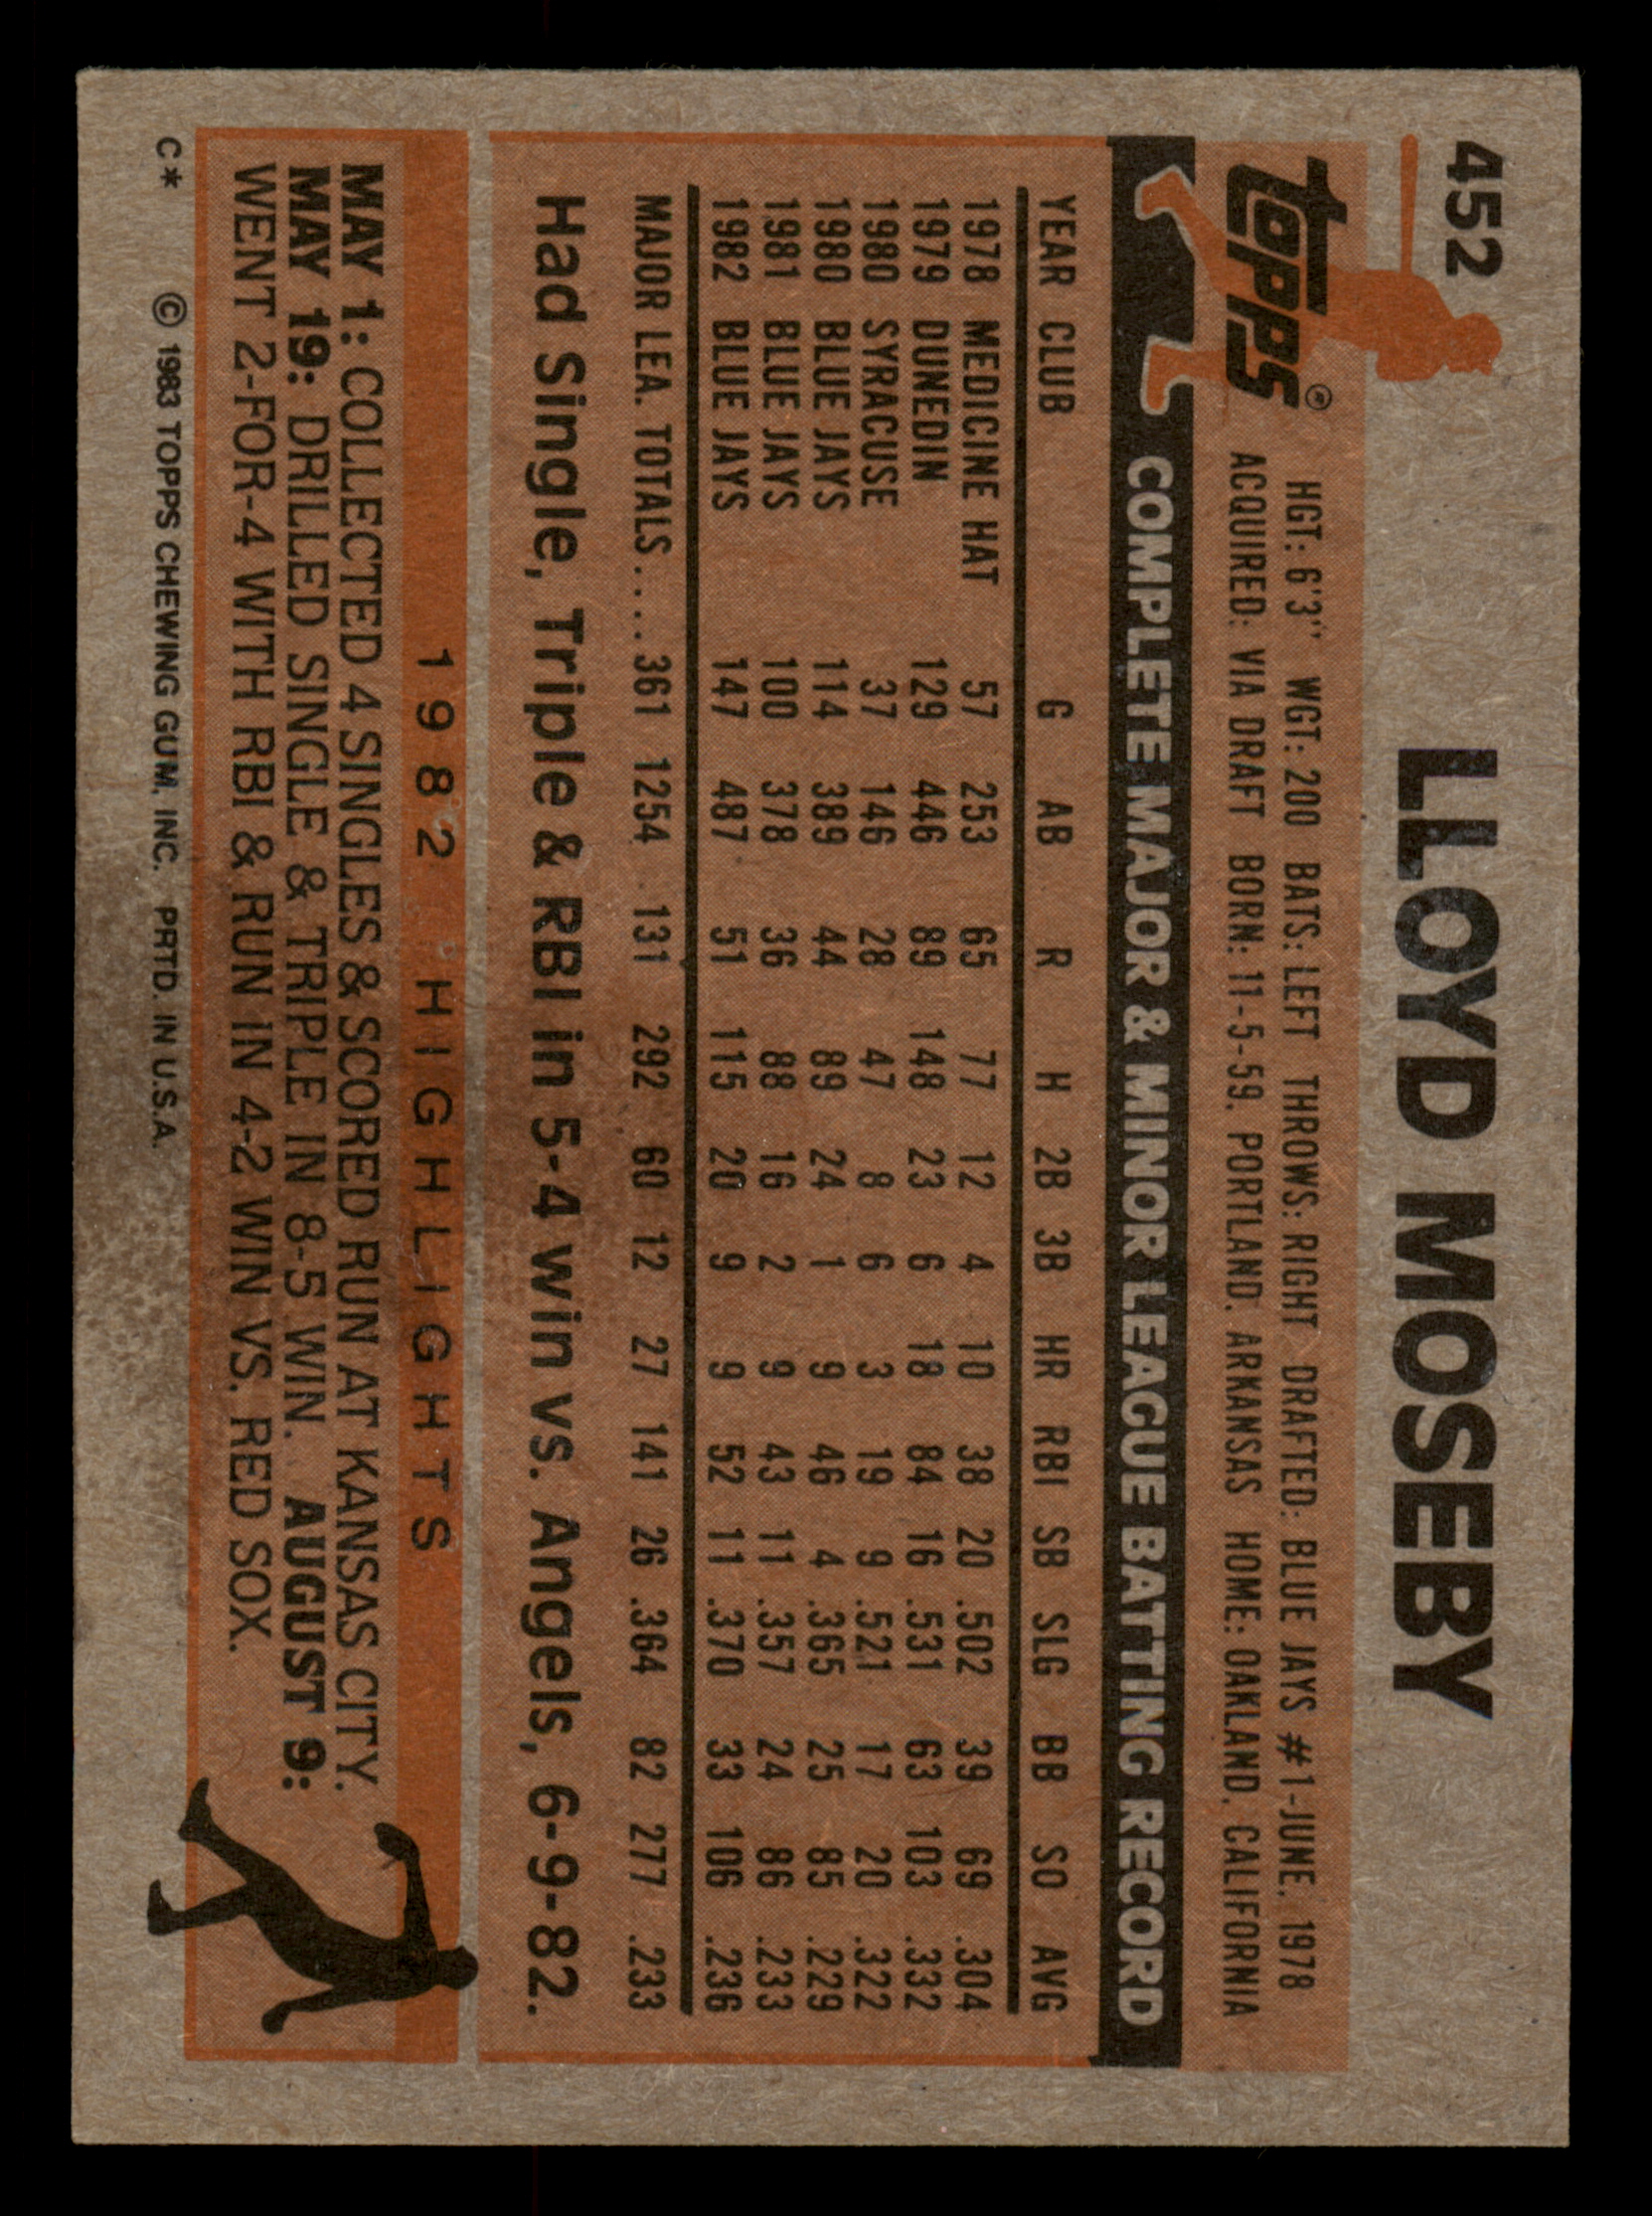 452
LLOYD MOSEBY
Topps®
HGT: 6'3" WGT: 200 BATS: LEFT THROWS: RIGHT DRAFTED: BLUE JAYS #1-JUNE, 1978
ACQUIRED: VIA DRAFT BORN: 11-5-59, PORTLAND, ARKANSAS HOME: OAKLAND, CALIFORNIA
COMPLETE MAJOR & MINOR LEAGUE BATTING RECORD
YEAR CLUB G AB R H 2B 3B HR RBI SB SLG BB SO AVG
1978 MEDICINE HAT 57 253 65 77 12 4 10 38 20 .502 39 69 .304
1979 DUNEDIN 129 446 89 148 23 6 18 84 16 .531 63 103 .332
1980 SYRACUSE 37 146 28 47 8 6 3 19 9 .521 17 20 .322
1980 BLUE JAYS 114 389 44 89 24 1 9 46 4 .365 25 85 .229
1981 BLUE JAYS 100 378 36 88 16 2 9 43 11 .357 24 86 .233
1982 BLUE JAYS 147 487 51 115 20 9 9 52 11 .370 33 106 .236
MAJOR LEA. TOTALS.... 361 1254 131 292 60 12 27 141 26 .364 82 277 .233
Had Single, Triple & RBI in 5-4 win vs. Angels, 6-9-82.
1982 HIGHLIGHTS
MAY 1: COLLECTED 4 SINGLES & SCORED RUN AT KANSAS CITY.
MAY 19: DRILLED SINGLE & TRIPLE IN 8-5 WIN. AUGUST 9:
WENT 2-FOR-4 WITH RBI & RUN IN 4-2 WIN VS. RED SOX.
C* © 1983 TOPPS CHEWING GUM, INC. PRTD. IN U.S.A.